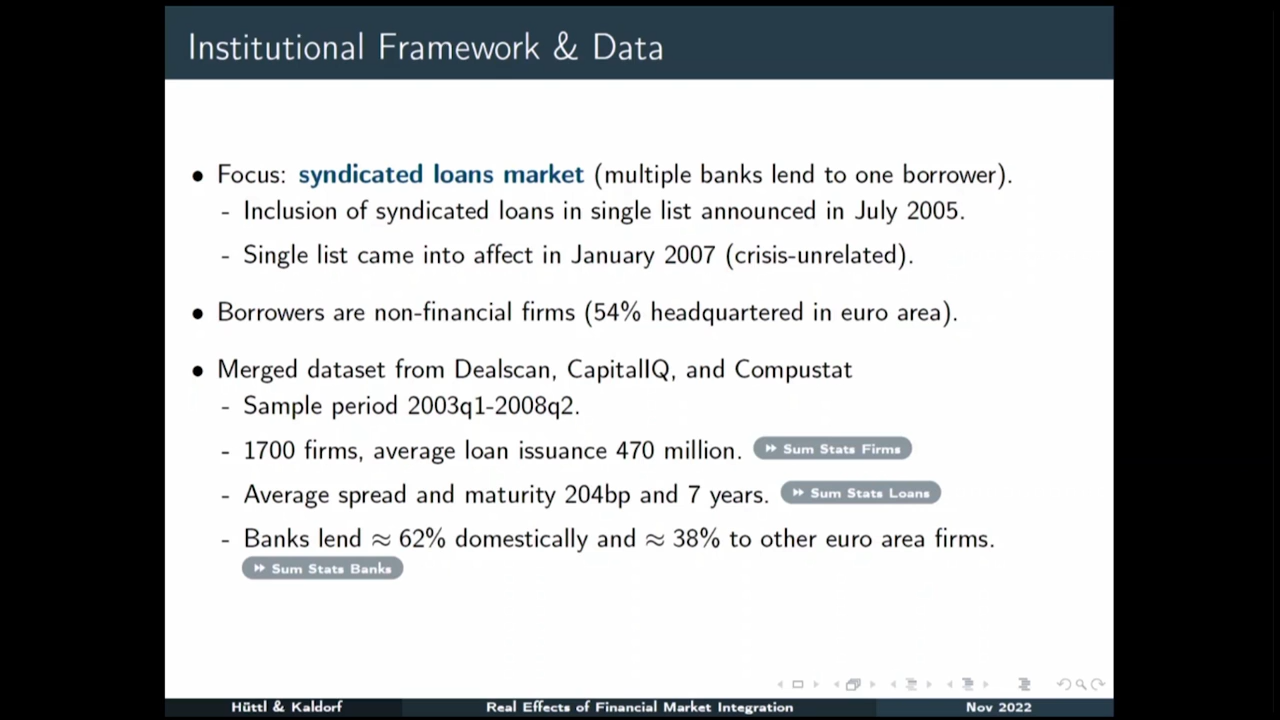 Institutional Framework & Data
• Focus: syndicated loans market (multiple banks lend to one borrower).
- Inclusion of syndicated loans in single list announced in July 2005.
- Single list came into affect in January 2007 (crisis-unrelated).
• Borrowers are non-financial firms (54% headquartered in euro area).
• Merged dataset from Dealscan, CapitalIQ, and Compustat
- Sample period 2003q1-2008q2.
- 1700 firms, average loan issuance 470 million. Sum Stats Firms
- Average spread and maturity 204bp and 7 years. Sum Stats Loans
- Banks lend ≈ 62% domestically and ≈ 38% to other euro area firms.
Sum Stats Banks
Hüttl & Kaldorf Real Effects of Financial Market Integration Nov 2022